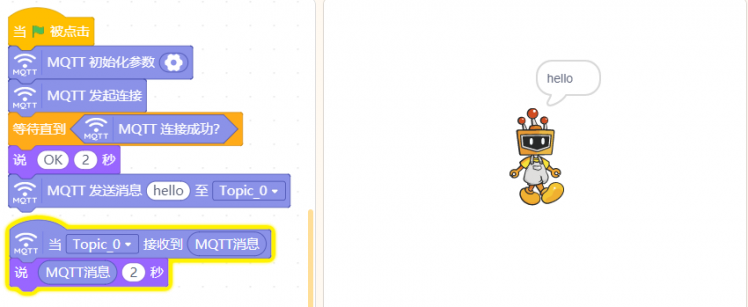 当 被点击
MQTT MQTT 初始化参数
MQTT MQTT 发起连接
等待直到 MQTT MQTT 连接成功?
说 OK 2 秒
MQTT MQTT 发送消息 hello 至 Topic_0
MQTT 当 Topic_0 接收到 MQTT消息
说 MQTT消息 2 秒
hello